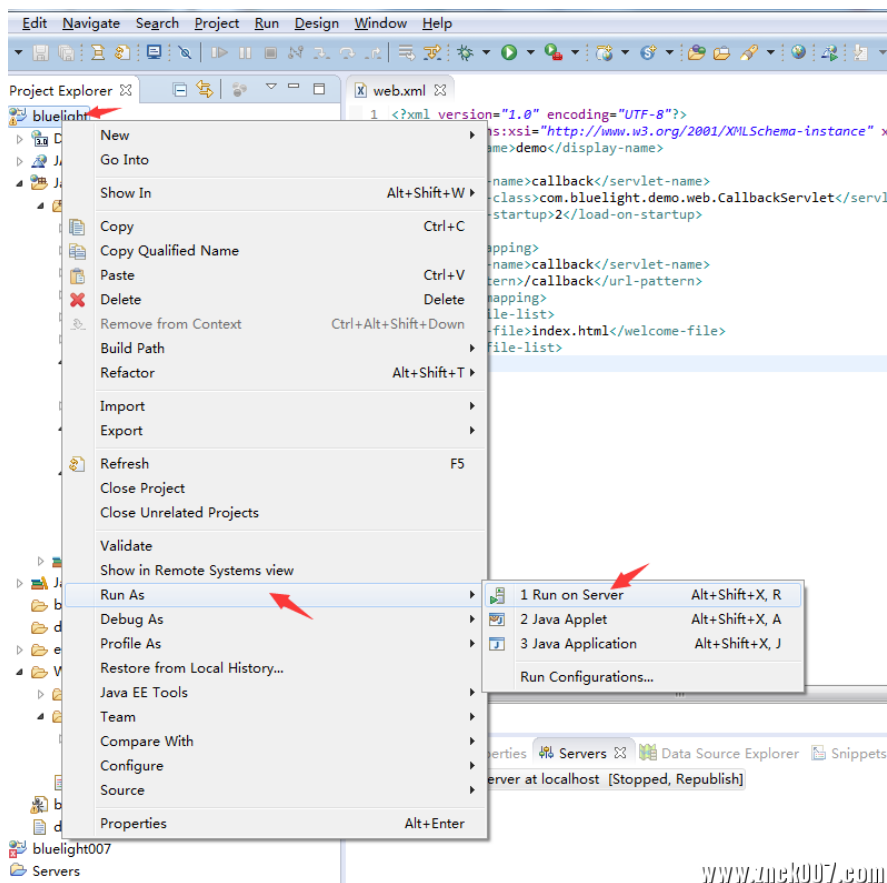 Edit Navigate Search Project Run Design Window Help
Project Explorer
web.xml
bluelight
1 <?xml version="1.0" encoding="UTF-8"?>
ns:xsi="http://www.w3.org/2001/XMLSchema-instance" x
me>demo</display-name>
-name>callback</servlet-name>
-class>com.bluelight.demo.web.CallbackServlet</servl
-startup>2</load-on-startup>
pping>
-name>callback</servlet-name>
tern>/callback</url-pattern>
mapping>
ile-list>
-file>index.html</welcome-file>
file-list>
New
Go Into
Show In Alt+Shift+W
Copy Ctrl+C
Copy Qualified Name
Paste Ctrl+V
Delete Delete
Remove from Context Ctrl+Alt+Shift+Down
Build Path
Refactor Alt+Shift+T
Import
Export
Refresh F5
Close Project
Close Unrelated Projects
Validate
Show in Remote Systems view
Run As
Debug As
Profile As
Restore from Local History...
Java EE Tools
Team
Compare With
Configure
Source
Properties Alt+Enter
1 Run on Server Alt+Shift+X, R
2 Java Applet Alt+Shift+X, A
3 Java Application Alt+Shift+X, J
Run Configurations...
perties Servers Data Source Explorer Snippets
erver at localhost [Stopped, Republish]
bluelight007
Servers
www.znck007.com